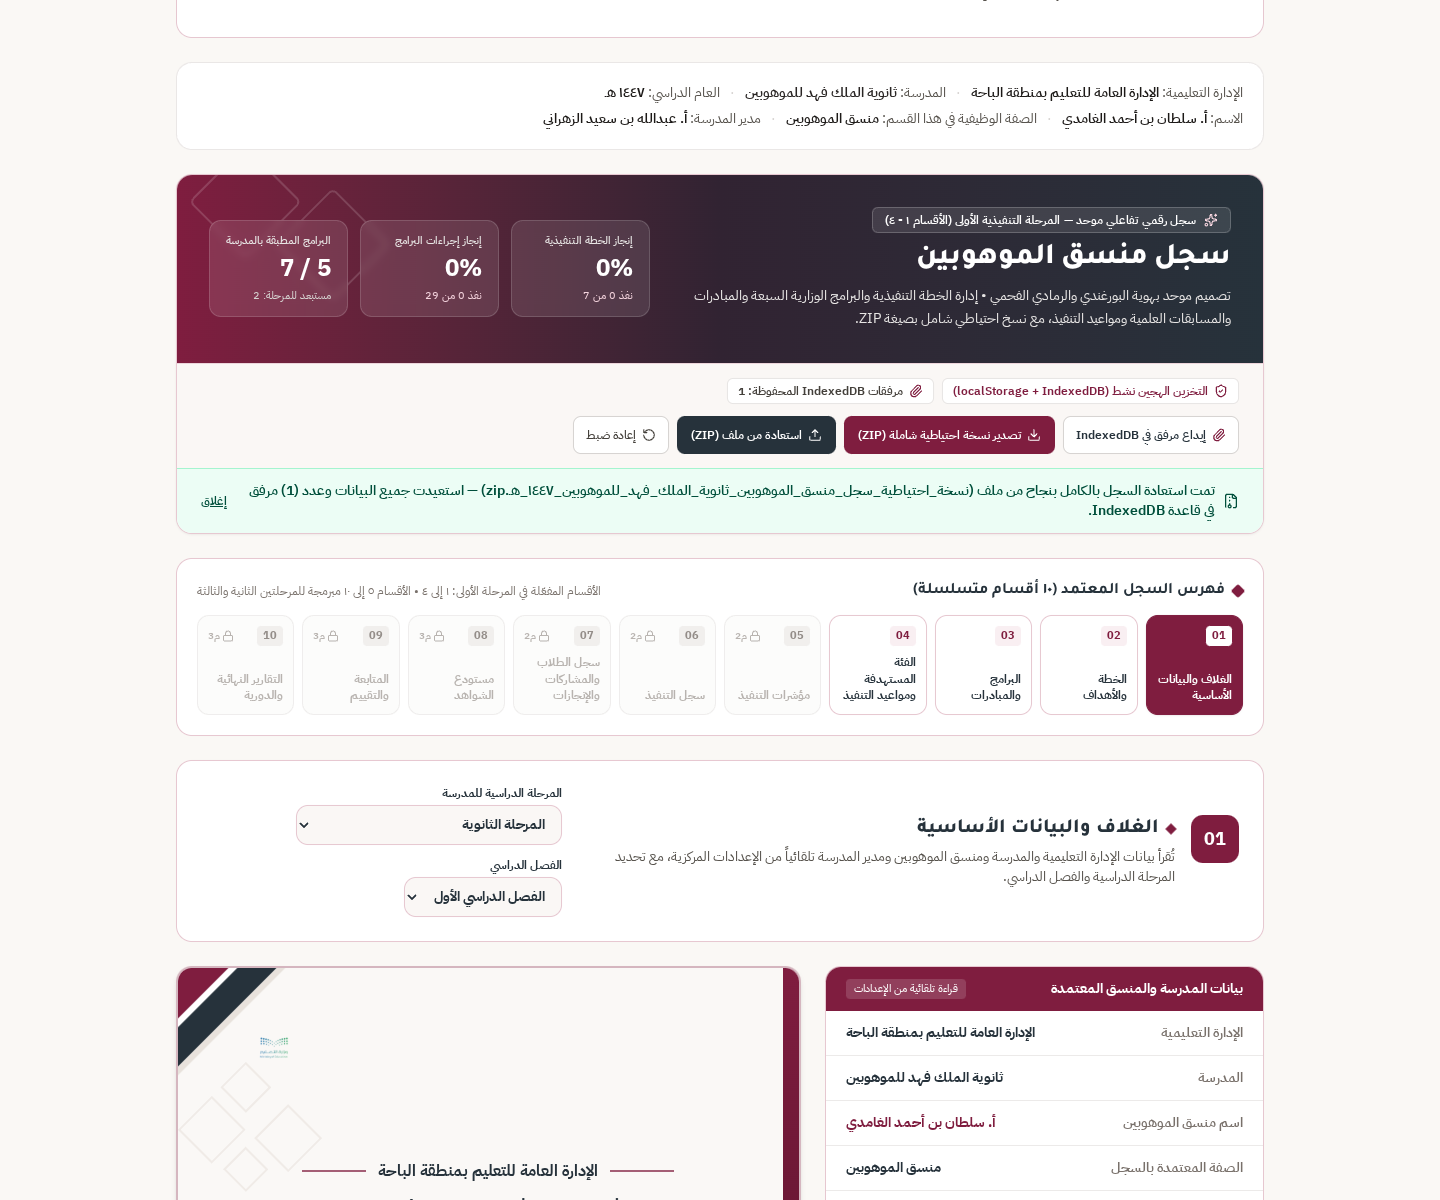 الإدارة التعليمية: الإدارة العامة للتعليم بمنطقة الباحة · المدرسة: ثانوية الملك فهد للموهوبين · العام الدراسي: ١٤٤٧ هـ
الاسم: أ. سلطان بن أحمد الغامدي · الصفة الوظيفية في هذا القسم: منسق الموهوبين · مدير المدرسة: أ. عبدالله بن سعيد الزهراني
سجل رقمي تفاعلي موحد — المرحلة التنفيذية الأولى (الأقسام ١ - ٤)
سجل منسق الموهوبين
تصميم موحد بهوية البورغندي والرمادي الفحمي • إدارة الخطة التنفيذية والبرامج الوزارية السبعة والمبادرات
والمسابقات العلمية ومواعيد التنفيذ، مع نسخ احتياطي شامل بصيغة ZIP.
إنجاز الخطة التنفيذية
0%
نفذ 0 من 7
إنجاز إجراءات البرامج
0%
نفذ 0 من 29
البرامج المطبقة بالمدرسة
5 / 7
مستبعد للمرحلة: 2
التخزين الهجين نشط (localStorage + IndexedDB)
مرفقات IndexedDB المحفوظة: 1
إيداع مرفق في IndexedDB
تصدير نسخة احتياطية شاملة (ZIP)
استعادة من ملف (ZIP)
إعادة ضبط
تمت استعادة السجل بالكامل بنجاح من ملف (نسخة_احتياطية_سجل_منسق_الموهوبين_ثانوية_الملك_فهد_للموهوبين_١٤٤٧_هـ.zip) — استعيدت جميع البيانات وعدد (1) مرفق
في قاعدة IndexedDB.
إغلاق
فهرس السجل المعتمد (١٠ أقسام متسلسلة)
الأقسام المفعّلة في المرحلة الأولى: ١ إلى ٤ • الأقسام ٥ إلى ١٠ مبرمجة للمرحلتين الثانية والثالثة
01
الغلاف والبيانات
الأساسية
02
الخطة
والأهداف
03
البرامج
والمبادرات
04
الفئة
المستهدفة
ومواعيد التنفيذ
05
م2
مؤشرات التنفيذ
06
م2
سجل التنفيذ
07
م2
سجل الطلاب
والمشاركات
والإنجازات
08
م3
مستودع
الشواهد
09
م3
المتابعة
والتقييم
10
م3
التقارير النهائية
والدورية
01
الغلاف والبيانات الأساسية
تُقرأ بيانات الإدارة التعليمية والمدرسة ومنسق الموهوبين ومدير المدرسة تلقائياً من الإعدادات المركزية، مع تحديد
المرحلة الدراسية والفصل الدراسي.
المرحلة الدراسية للمدرسة
المرحلة الثانوية
الفصل الدراسي
الفصل الدراسي الأول
بيانات المدرسة والمنسق المعتمدة
قراءة تلقائية من الإعدادات
الإدارة التعليمية
الإدارة العامة للتعليم بمنطقة الباحة
المدرسة
ثانوية الملك فهد للموهوبين
اسم منسق الموهوبين
أ. سلطان بن أحمد الغامدي
الصفة المعتمدة بالسجل
منسق الموهوبين
الإدارة العامة للتعليم بمنطقة الباحة